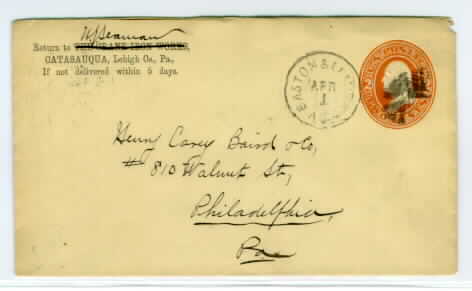 W Seaman
Return to THE CRANE IRON WORKS,
CATASAUQUA, Lehigh Co., Pa.,
If not delivered within 5 days.
EASTON &
APR
1
Henry Carey Baird & Co,
# 810 Walnut St,
Philadelphia,
Pa